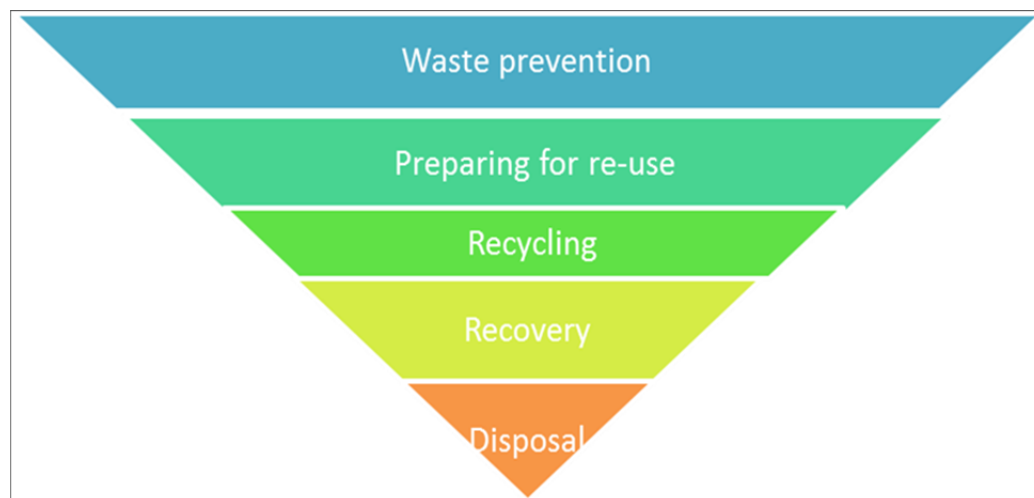 Waste prevention
Preparing for re-use
Recycling
Recovery
Disposal